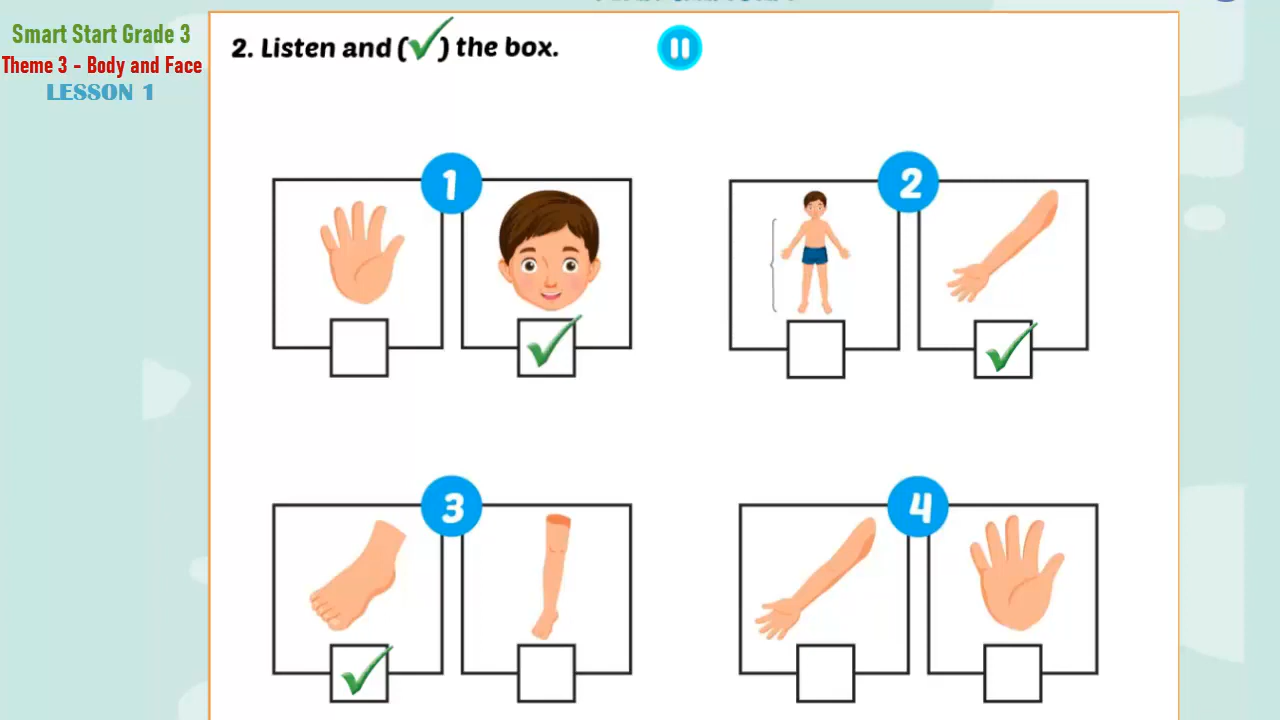 Smart Start Grade 3
Theme 3 - Body and Face
LESSON 1
2. Listen and (✓) the box.
1
2
3
4